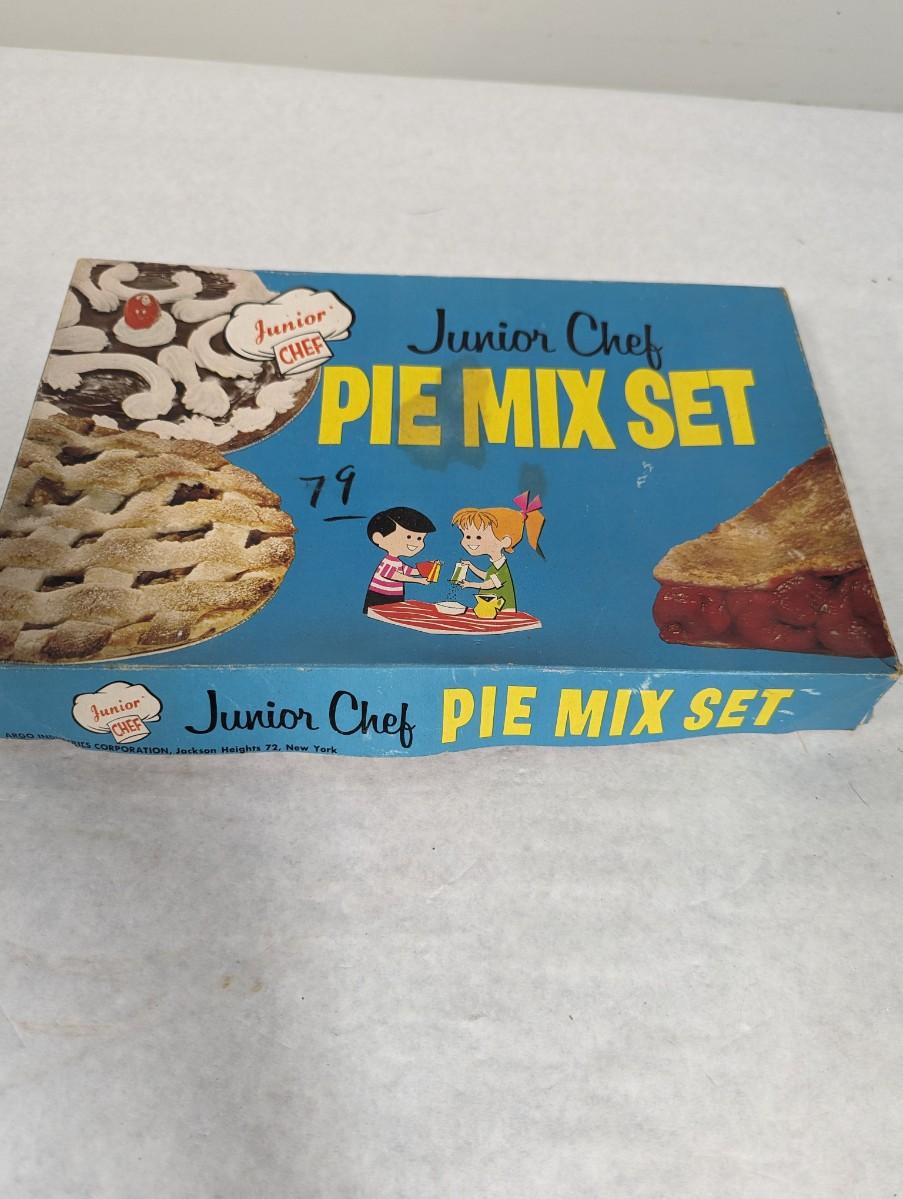 Junior
CHEF
Junior Chef
PIE MIX SET
79
Junior
CHEF
Junior Chef
PIE MIX SET
ARGO CORPORATION, Jackson Heights 72, New York